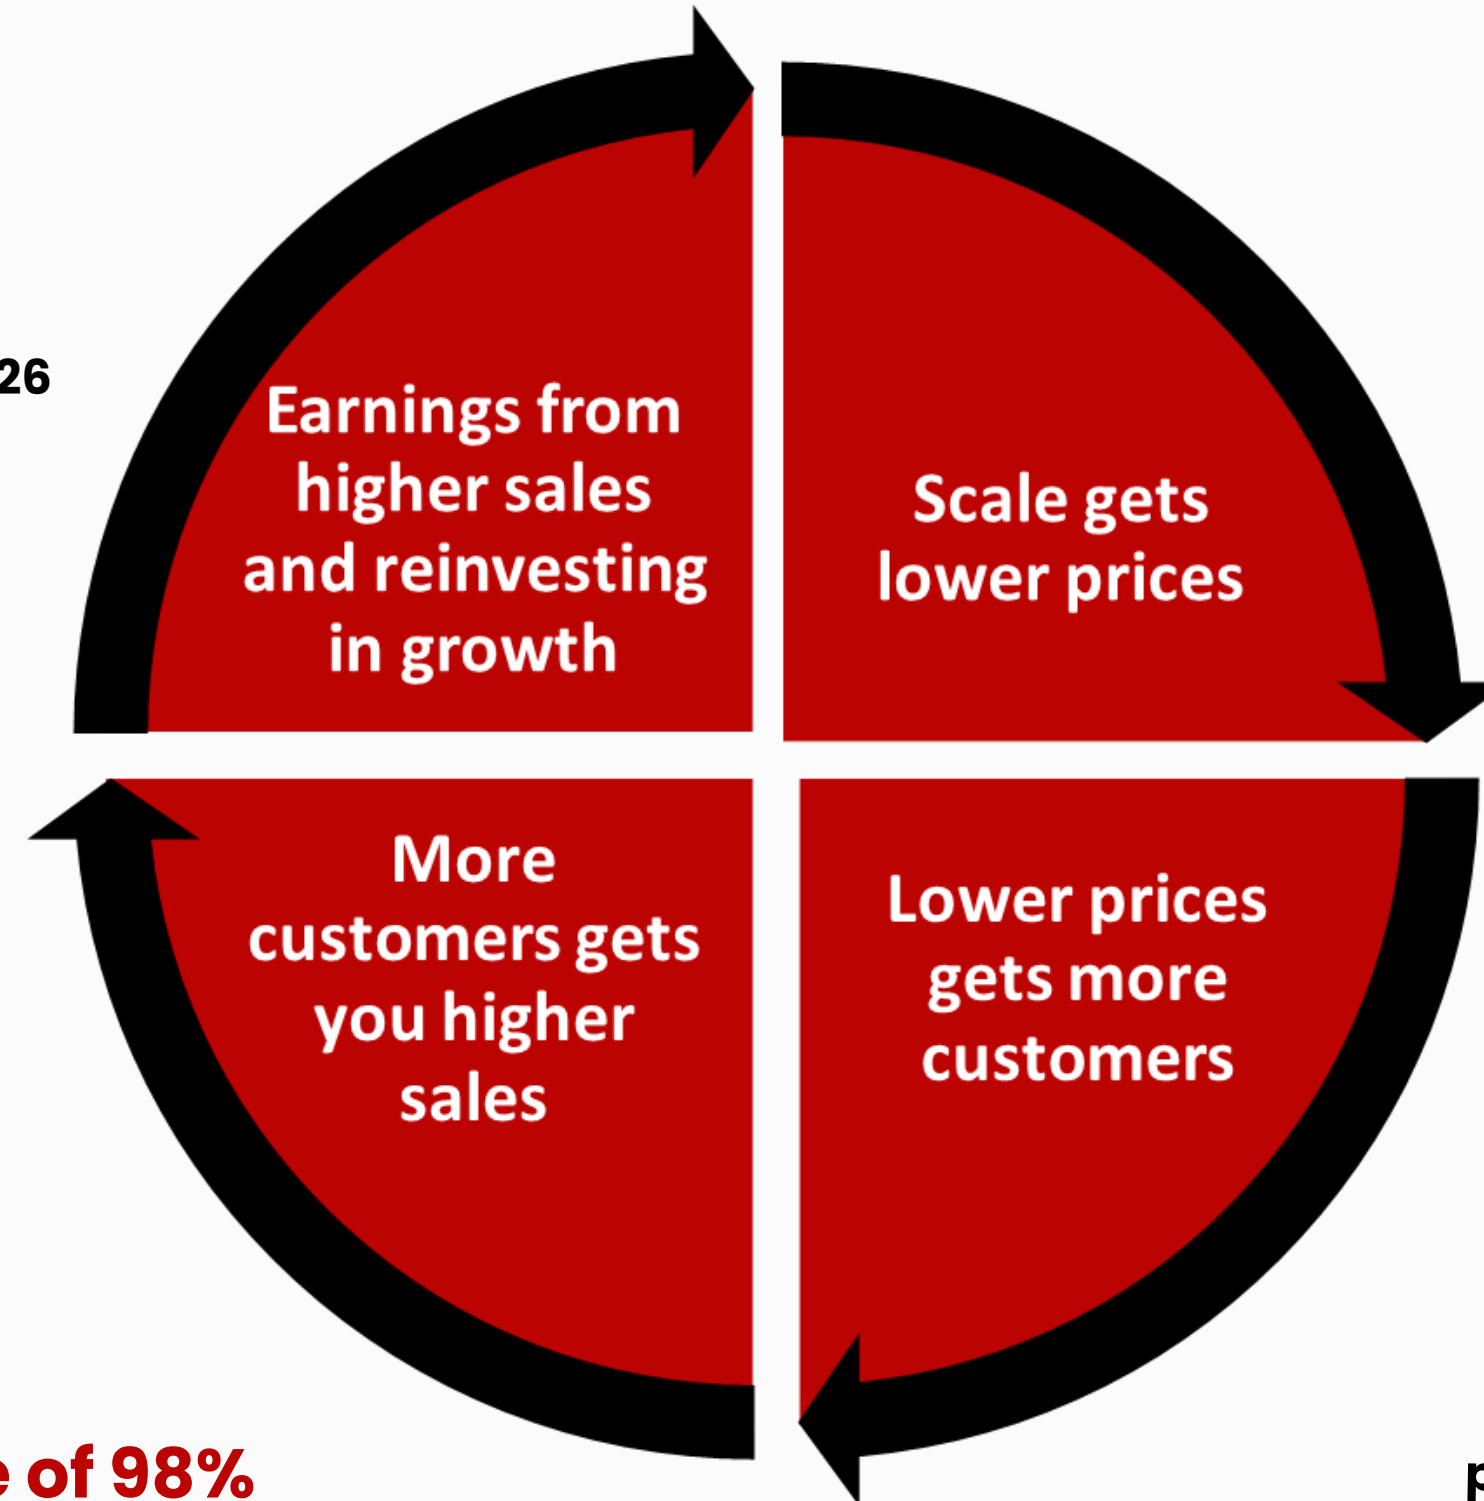 26
Earnings from
higher sales
and reinvesting
in growth
Scale gets
lower prices
More
customers gets
you higher
sales
Lower prices
gets more
customers
of 98%